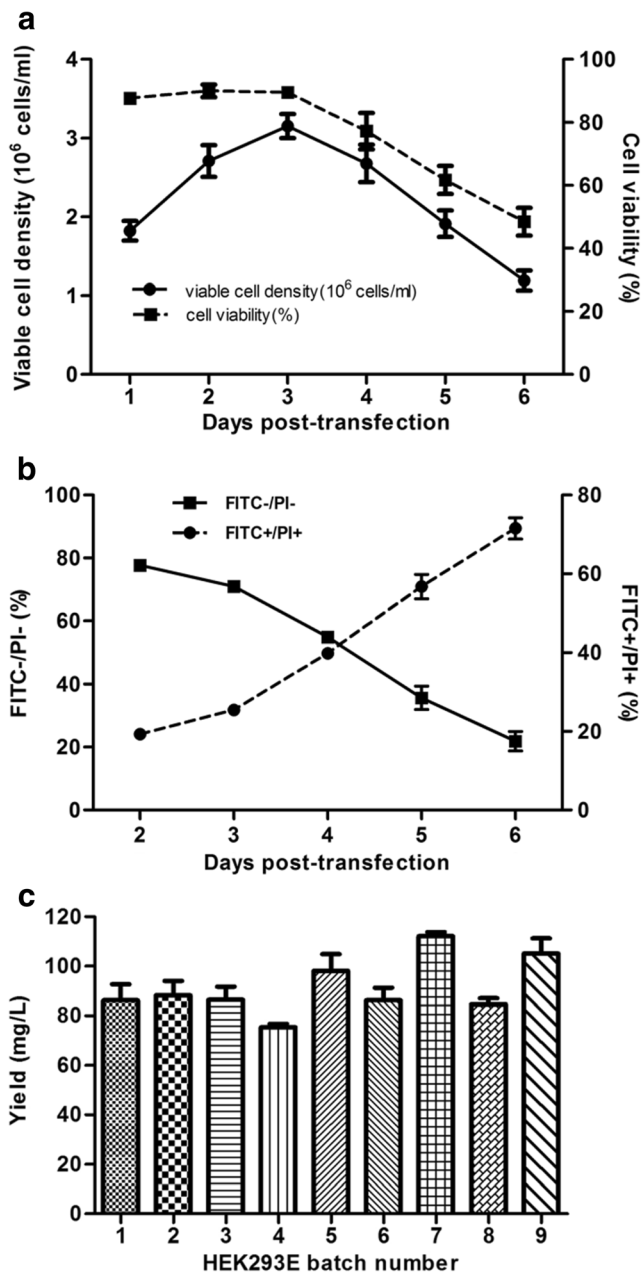 a
4
3
2
1
0
Viable cell density (10⁶ cells/ml)
100
80
60
40
20
0
Cell viability (%)
viable cell density(10⁶ cells/ml)
cell viability(%)
1 2 3 4 5 6
Days post-transfection
b
100
80
60
40
20
0
FITC-/PI- (%)
80
60
40
20
0
FITC+/PI+ (%)
FITC-/PI-
FITC+/PI+
2 3 4 5 6
Days post-transfection
c
120
100
80
60
40
20
0
Yield (mg/L)
1 2 3 4 5 6 7 8 9
HEK293E batch number